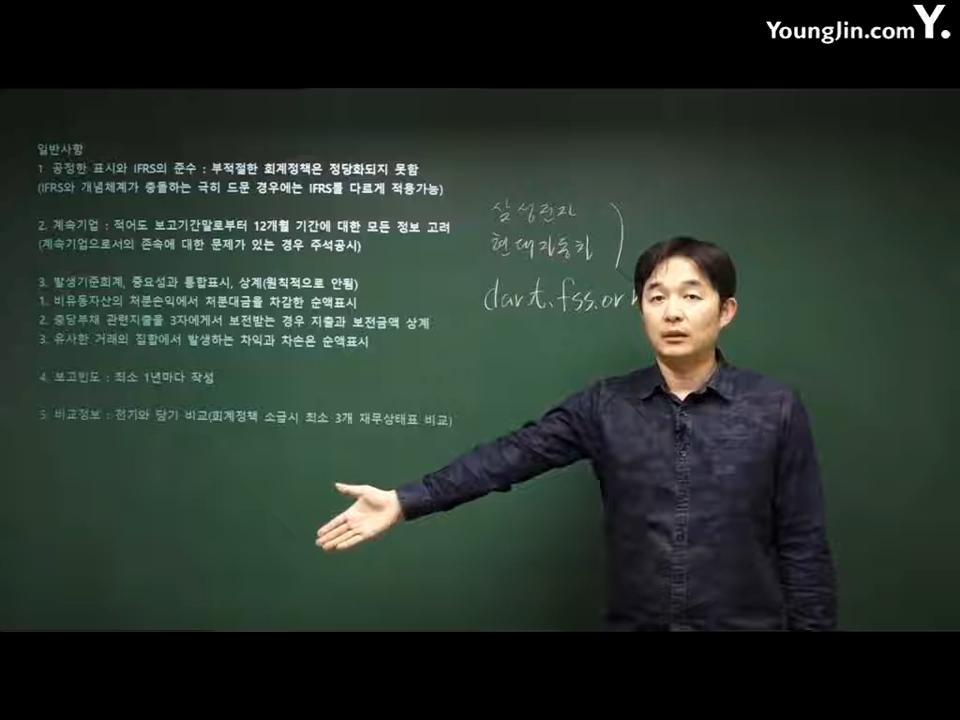 YoungJin.com Y.
일반사항
1. 공정한 표시와 IFRS의 준수 : 부적절한 회계정책은 정당화되지 못함
(IFRS와 개념체계가 충돌하는 극히 드문 경우에는 IFRS를 다르게 적용가능)
2. 계속기업 : 적어도 보고기간말로부터 12개월 기간에 대한 모든 정보 고려
(계속기업으로서의 존속에 대한 문제가 있는 경우 주석공시)
3. 발생기준회계, 중요성과 통합표시, 상계(원칙적으로 안됨)
1. 비유동자산의 처분손익에서 처분대금을 차감한 순액표시
2. 충당부채 관련지출을 3자에게서 보전받는 경우 지출과 보전금액 상계
3. 유사한 거래의 집합에서 발생하는 차익과 차손은 순액표시
4. 보고빈도 : 최소 1년마다 작성
5. 비교정보 : 전기와 당기 비교(회계정책 소급시 최소 3개 재무상태표 비교)
삼성전자
현대자동차
dart.fss.or